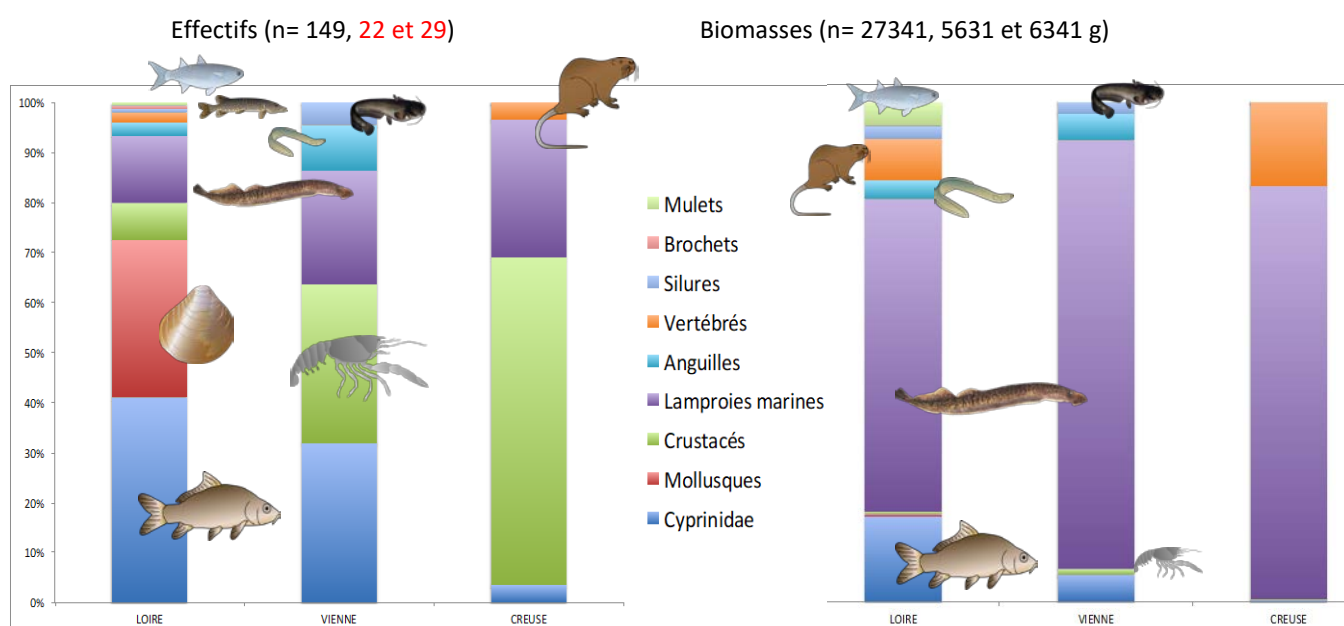 Effectifs (n= 149, 22 et 29)
Biomasses (n= 27341, 5631 et 6341 g)
100%
90%
80%
70%
60%
50%
40%
30%
20%
10%
0%
LOIRE
VIENNE
CREUSE
Mulets
Brochets
Silures
Vertébrés
Anguilles
Lamproies marines
Crustacés
Mollusques
Cyprinidae
LOIRE
VIENNE
CREUSE